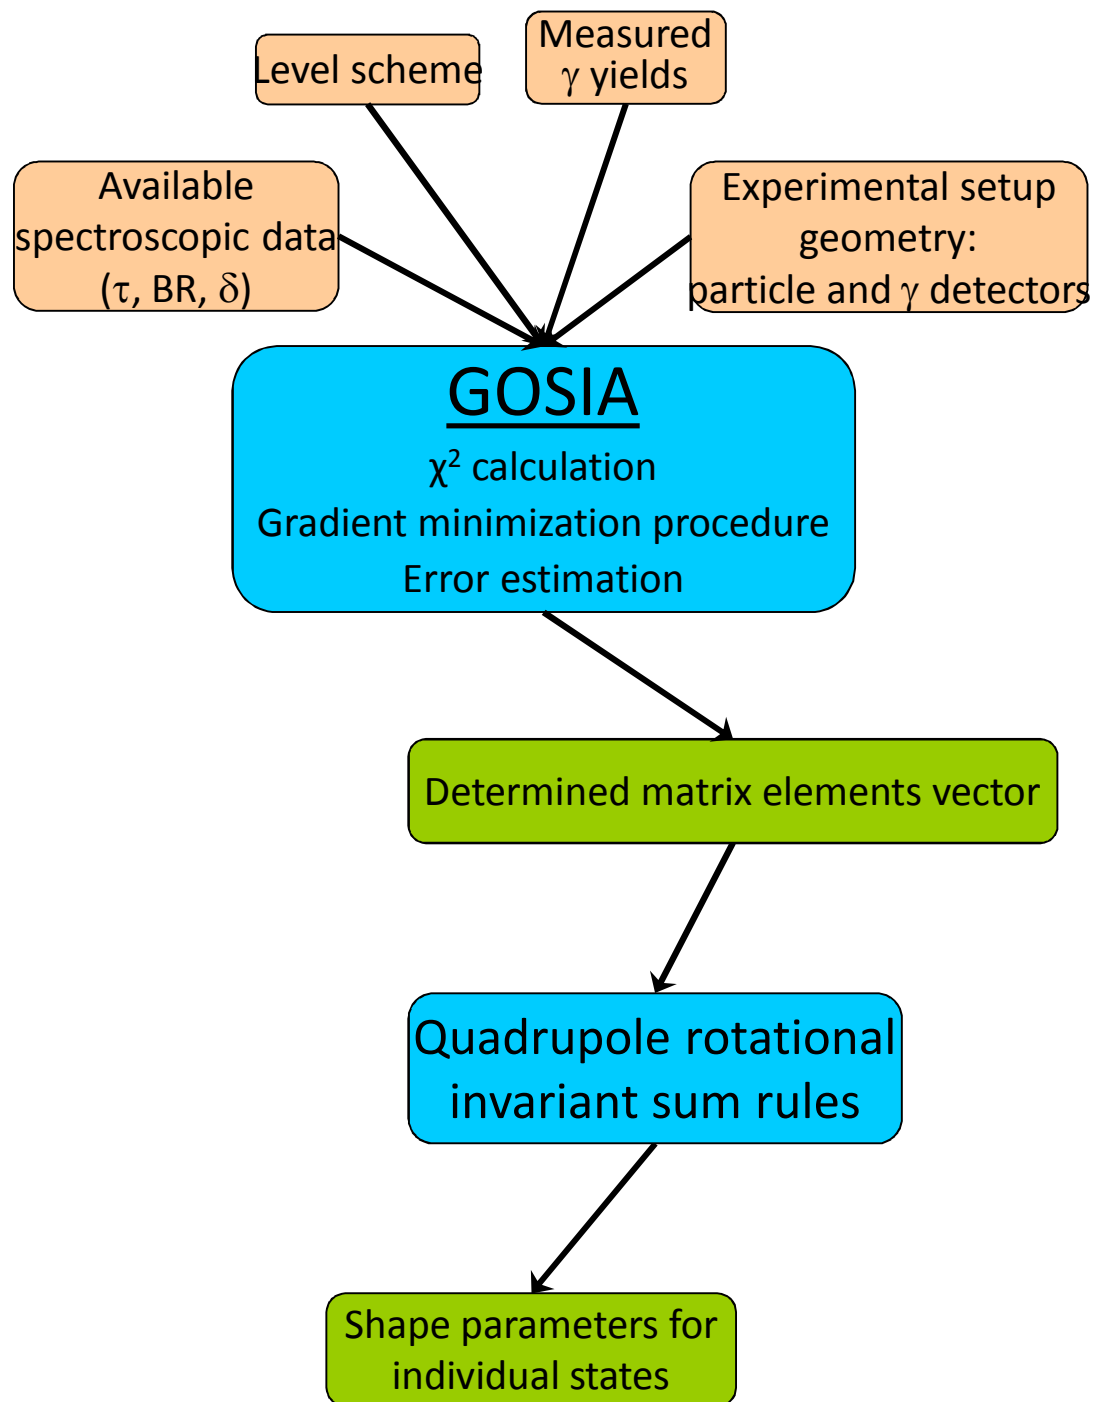 Level scheme
Measured
γ yields
Available
spectroscopic data
(τ, BR, δ)
Experimental setup
geometry:
particle and γ detectors
GOSIA
χ² calculation
Gradient minimization procedure
Error estimation
Determined matrix elements vector
Quadrupole rotational
invariant sum rules
Shape parameters for
individual states